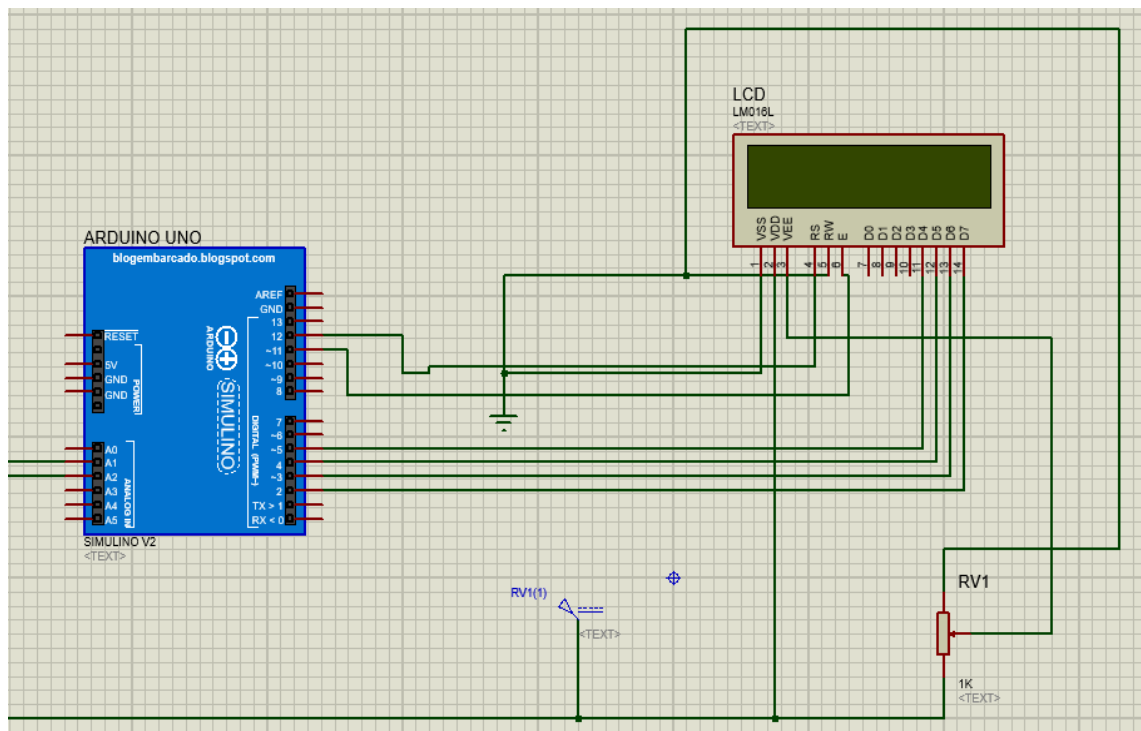 LCD
LM016L
<TEXT>
VSS
VDD
VEE
RS
RW
E
D0
D1
D2
D3
D4
D5
D6
D7
1
2
3
4
5
6
7
8
9
10
11
12
13
14
ARDUINO UNO
blogembarcado.blogspot.com
AREF
GND
13
12
~11
~10
~9
8
7
~6
~5
4
~3
2
TX > 1
RX < 0
RESET
5V
GND
GND
POWER
A0
A1
A2
A3
A4
A5
ANALOG IN
ARDUINO
SIMULINO
DIGITAL (PWM~)
SIMULINO V2
<TEXT>
RV1(1)
<TEXT>
RV1
1K
<TEXT>